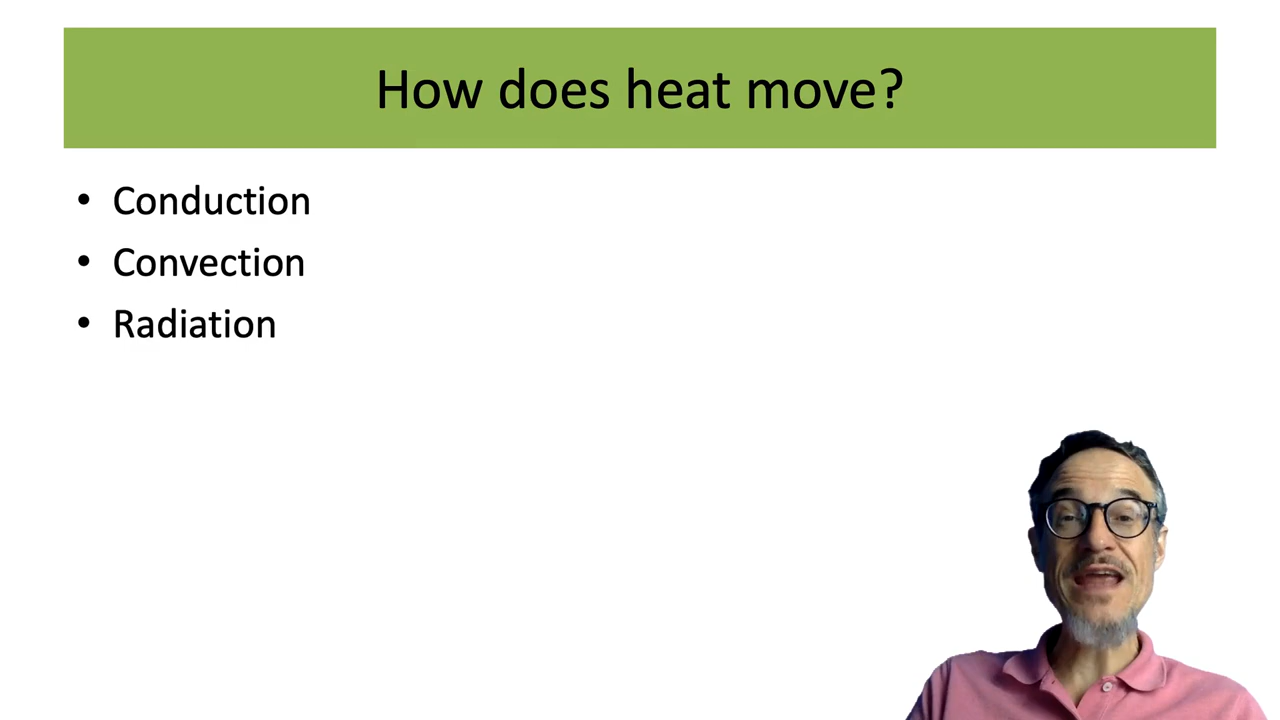 How does heat move?
• Conduction
• Convection
• Radiation